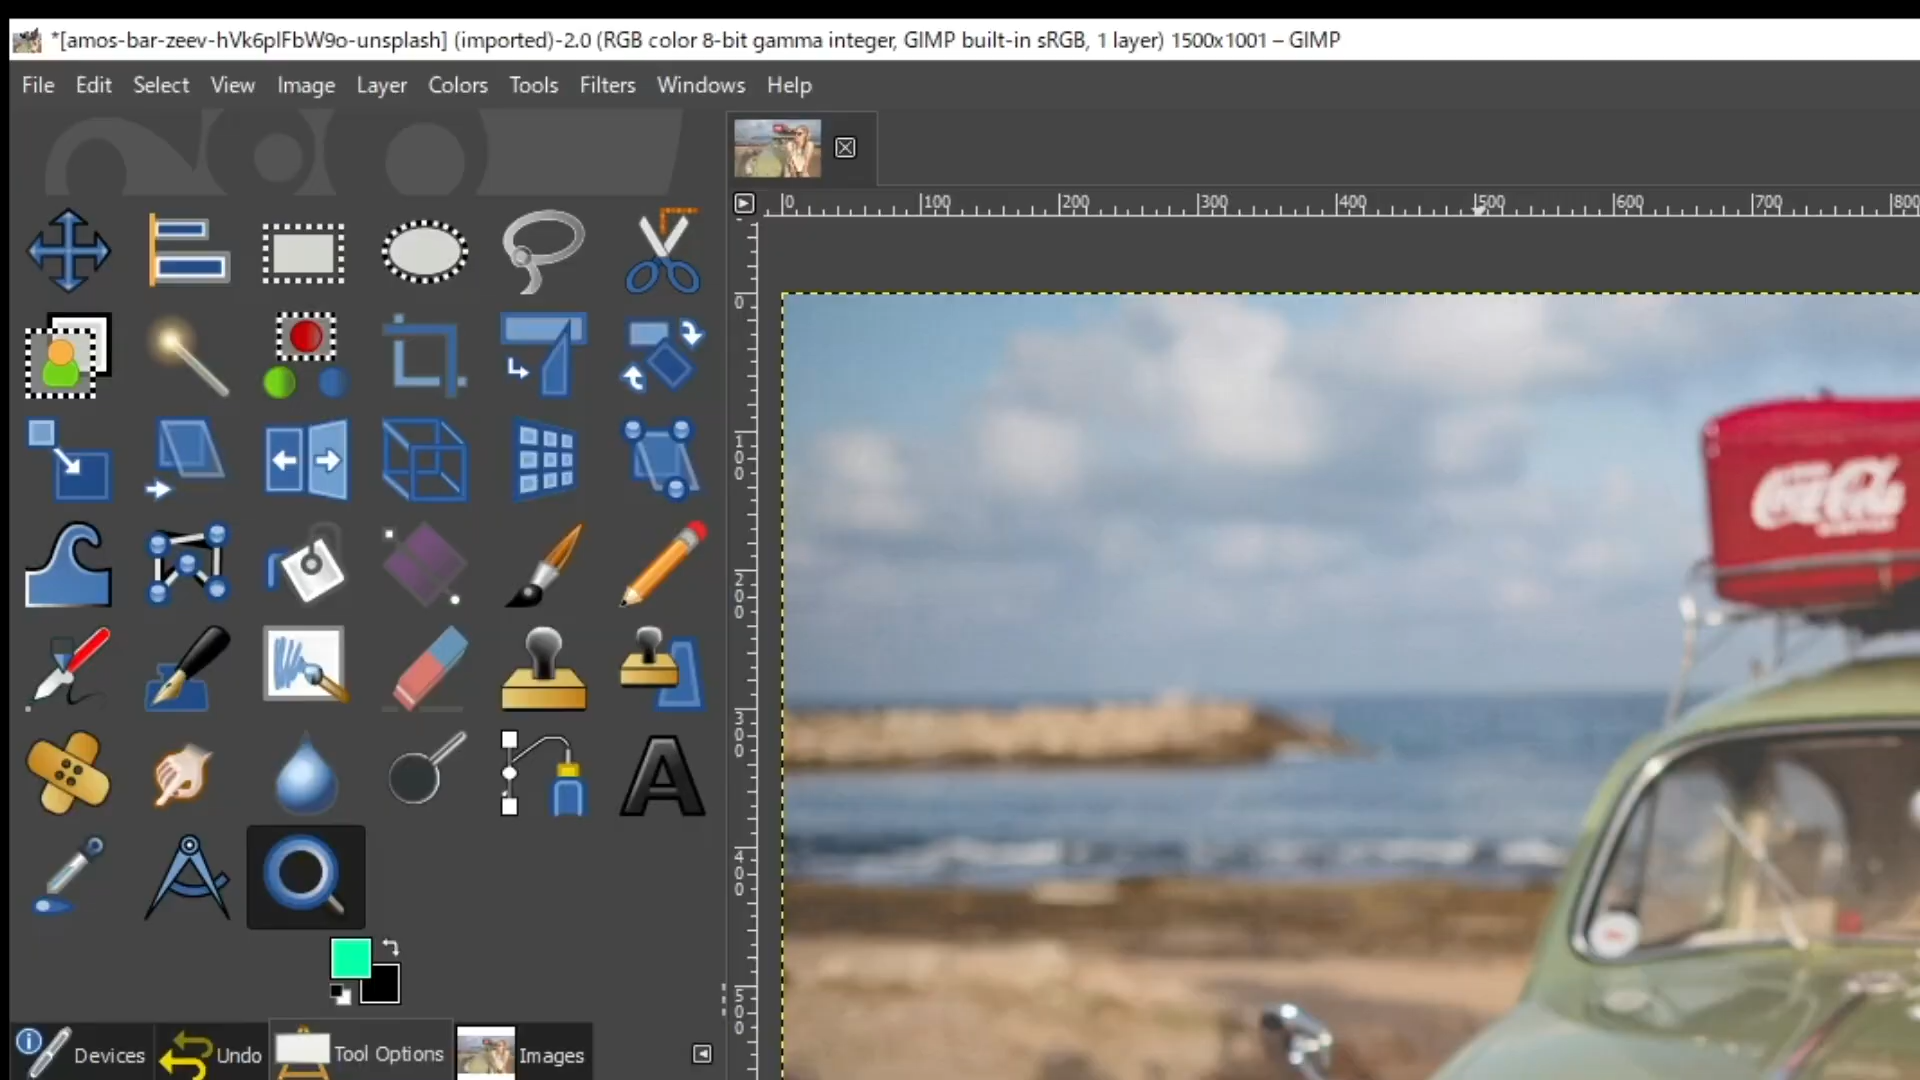 *[amos-bar-zeev-hVk6plFbW9o-unsplash] (imported)-2.0 (RGB color 8-bit gamma integer, GIMP built-in sRGB, 1 layer) 1500x1001 – GIMP
File Edit Select View Image Layer Colors Tools Filters Windows Help
0 100 200 300 400 500 600 700 800
0
100
200
300
400
500
Coca-Cola
Devices Undo Tool Options Images